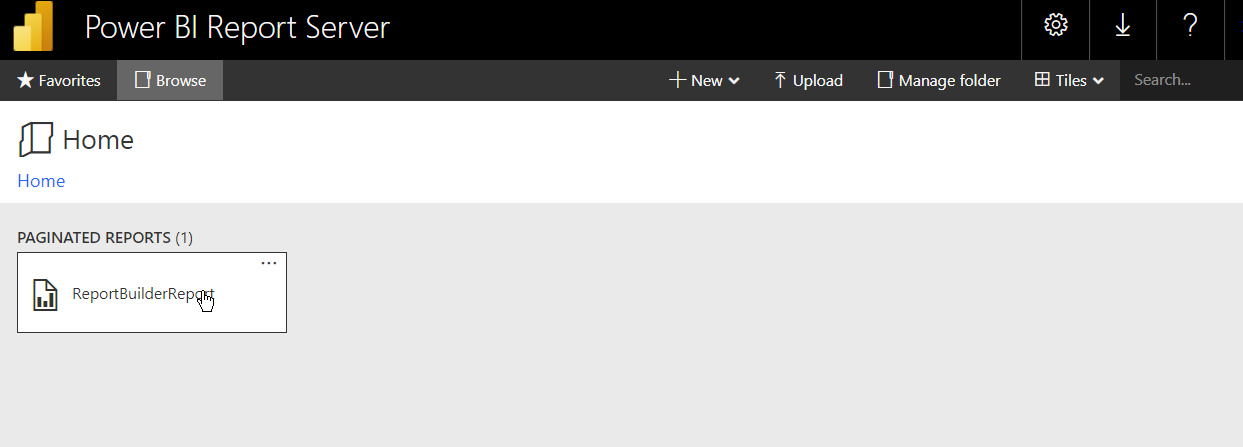 Power BI Report Server ?
Favorites Browse New Upload Manage folder Tiles Search...
Home
Home
PAGINATED REPORTS (1)
...
ReportBuilderReport